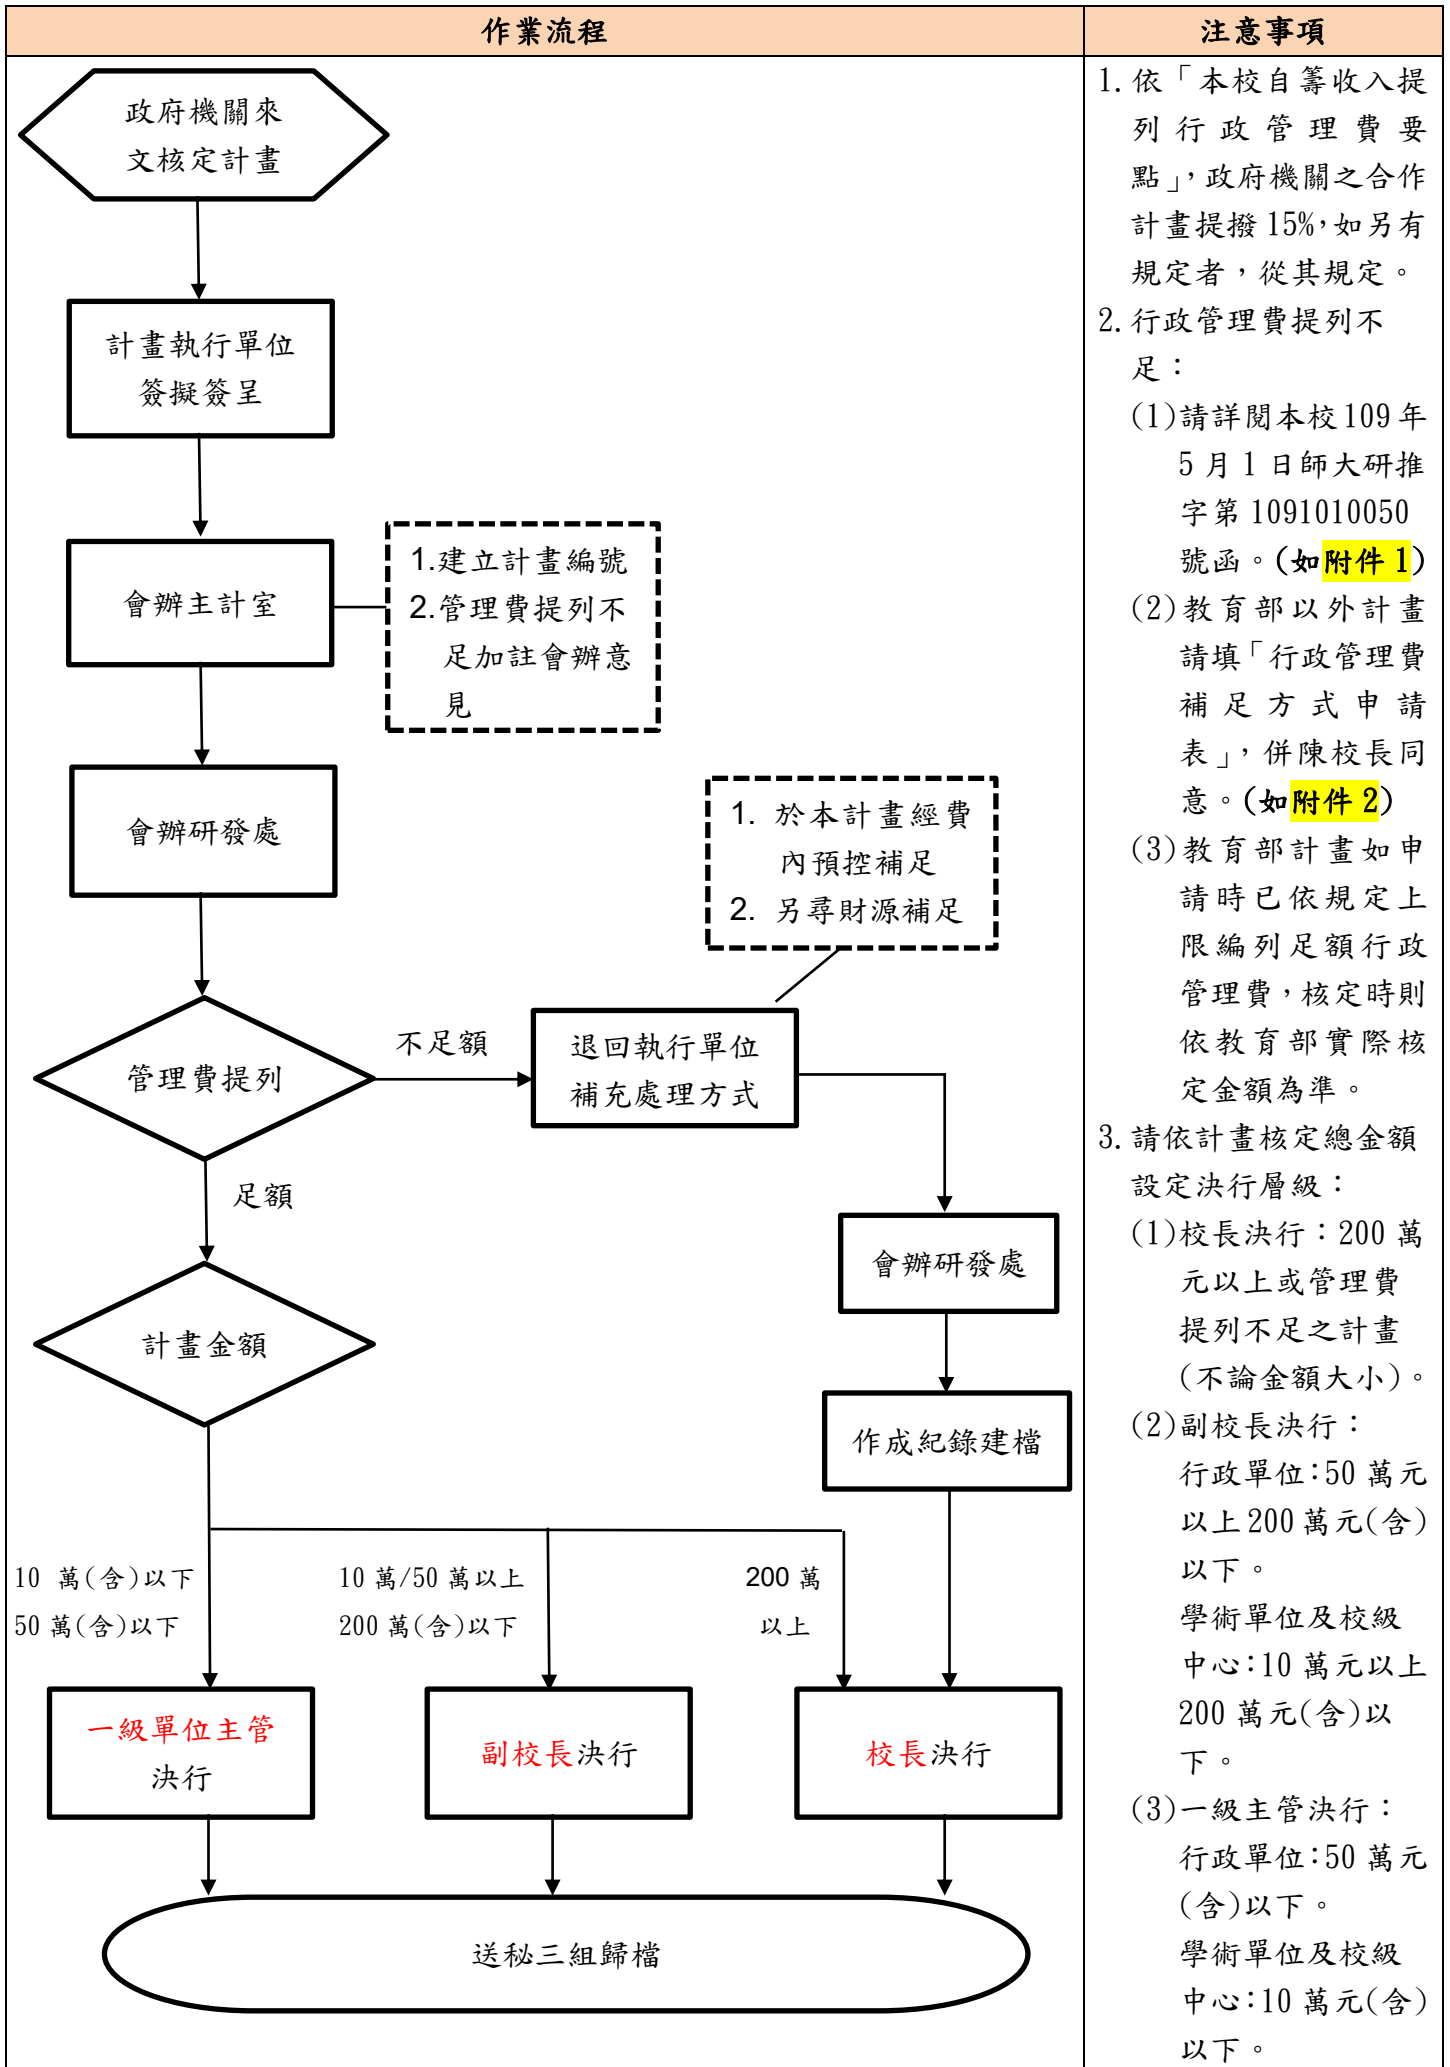 作業流程
注意事項
政府機關來
文核定計畫
計畫執行單位
簽擬簽呈
會辦主計室
1.建立計畫編號
2.管理費提列不
足加註會辦意
見
會辦研發處
1. 於本計畫經費
內預控補足
2. 另尋財源補足
管理費提列
不足額
退回執行單位
補充處理方式
足額
會辦研發處
計畫金額
作成紀錄建檔
10 萬(含)以下
50 萬(含)以下
10 萬/50 萬以上
200 萬(含)以下
200 萬
以上
一級單位主管
決行
副校長決行
校長決行
送秘三組歸檔
1. 依「本校自籌收入提
列行政管理費要
點」,政府機關之合作
計畫提撥 15%,如另有
規定者，從其規定。
2. 行政管理費提列不
足：
(1)請詳閱本校 109 年
5 月 1 日師大研推
字第 1091010050
號函。(如附件 1)
(2)教育部以外計畫
請填「行政管理費
補足方式申請
表」，併陳校長同
意。(如附件 2)
(3)教育部計畫如申
請時已依規定上
限編列足額行政
管理費，核定時則
依教育部實際核
定金額為準。
3. 請依計畫核定總金額
設定決行層級：
(1)校長決行：200 萬
元以上或管理費
提列不足之計畫
(不論金額大小)。
(2)副校長決行：
行政單位:50 萬元
以上 200 萬元(含)
以下。
學術單位及校級
中心:10 萬元以上
200 萬元(含)以
下。
(3)一級主管決行：
行政單位:50 萬元
(含)以下。
學術單位及校級
中心:10 萬元(含)
以下。